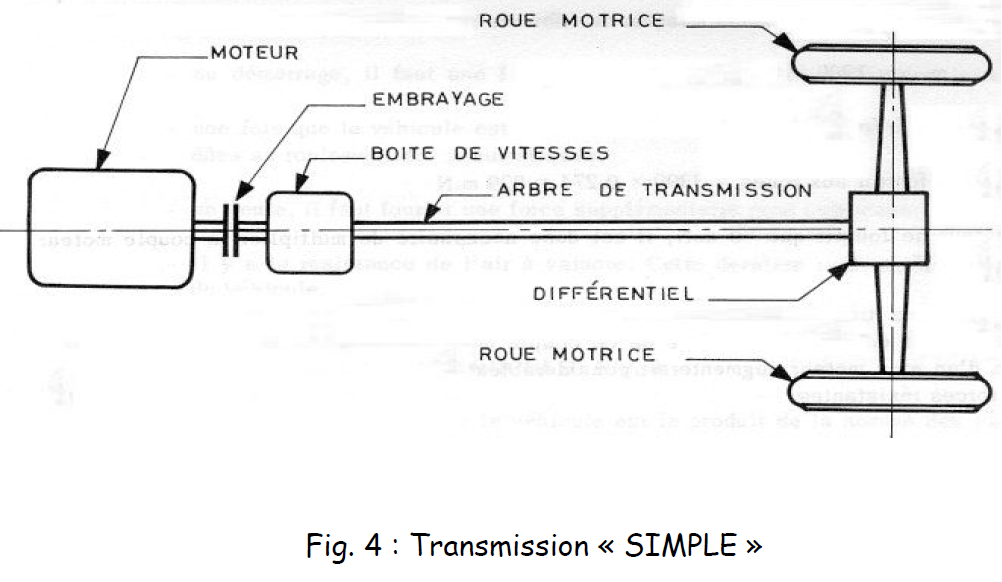 ROUE MOTRICE
MOTEUR
EMBRAYAGE
BOITE DE VITESSES
ARBRE DE TRANSMISSION
DIFFÉRENTIEL
ROUE MOTRICE
Fig. 4 : Transmission « SIMPLE »